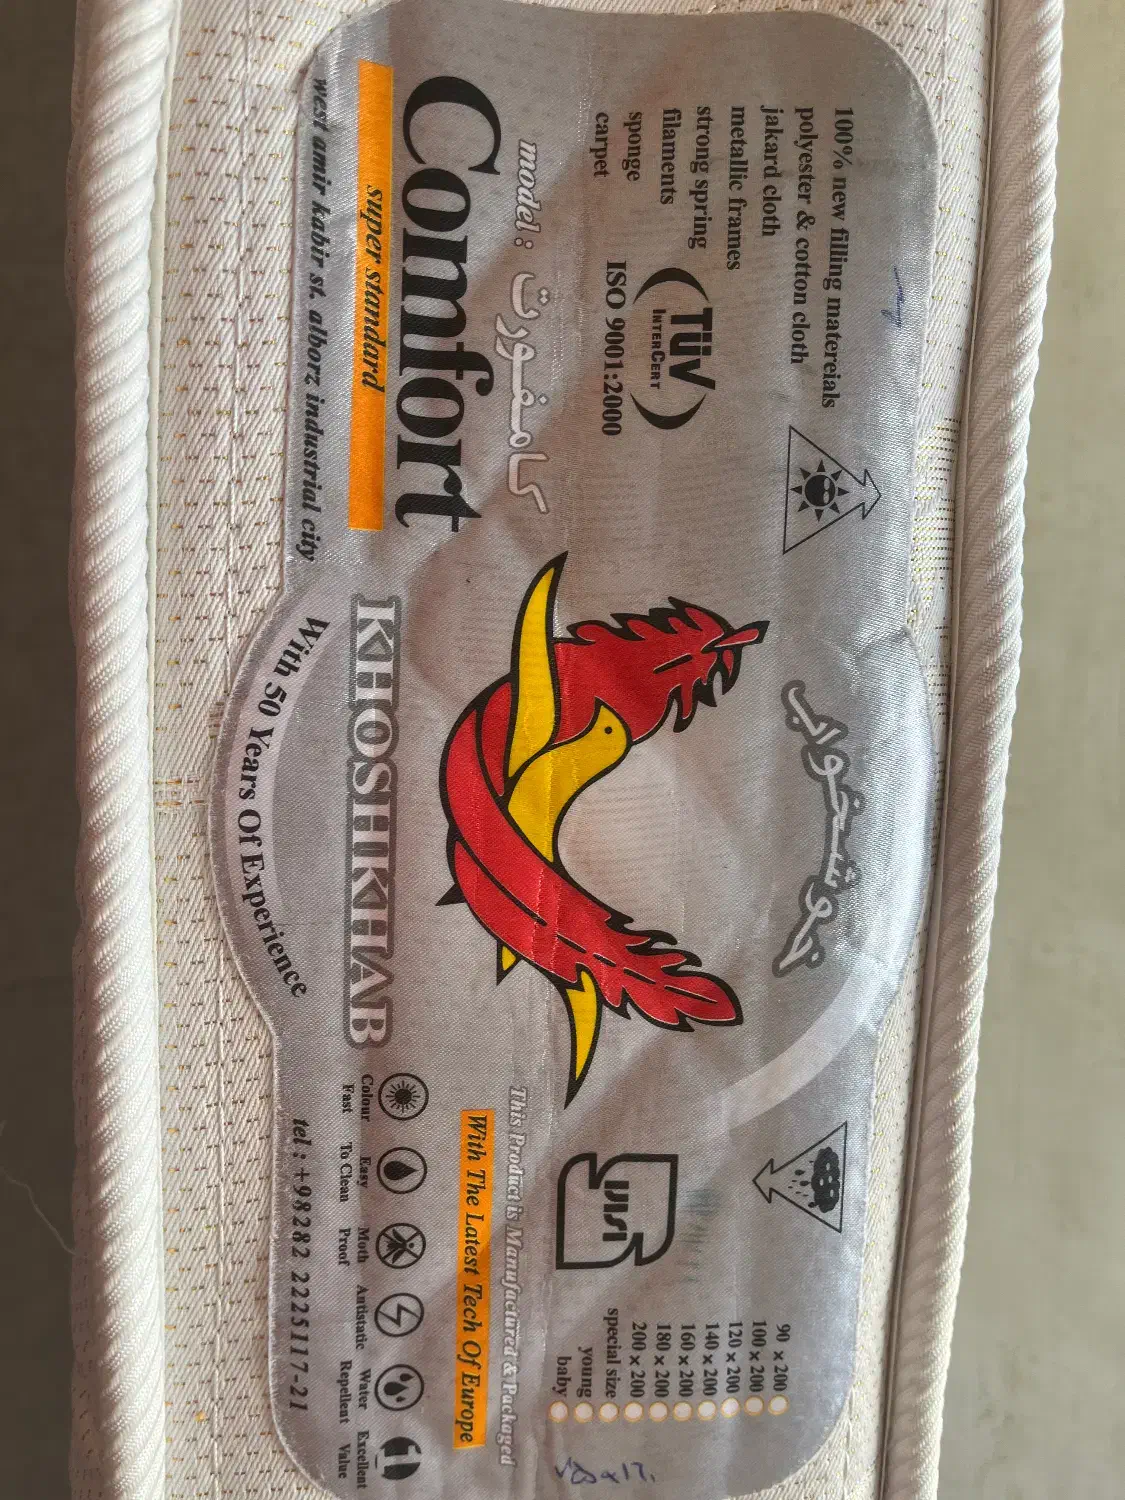 100% new filling matereials
polyester & cotton cloth
jakard cloth
metallic frames
strong spring
filaments
sponge
carpet
TÜV
INTERCERT
ISO 9001:2000
model : كامفورت
Comfort
super standard
west amir kabir st. alborz industrial city
خوشخواب
KHOSHKHAB
With 50 Years Of Experience
90 x 200
100 x 200
120 x 200
140 x 200
160 x 200
180 x 200
200 x 200
special size
young
baby
ISIRI
This Product is Manufactured & Packaged
With The Latest Tech Of Europe
Colour Fast
Easy To Clean
Moth Proof
Antistatic
Water Repellent
Excellent Value
tel : +98282 2225117-21